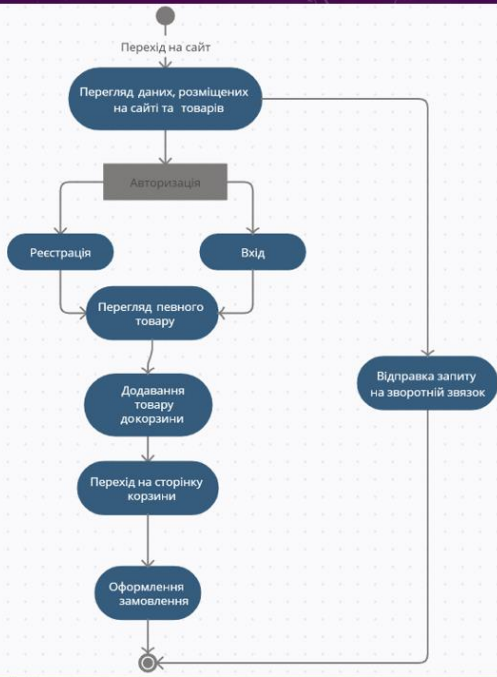 Перехід на сайт
Перегляд даних, розміщених
на сайті та товарів
Авторизація
Реєстрація
Вхід
Перегляд певного
товару
Відправка запиту
на зворотній звязок
Додавання
товару
докорзини
Перехід на сторінку
корзини
Оформлення
замовлення